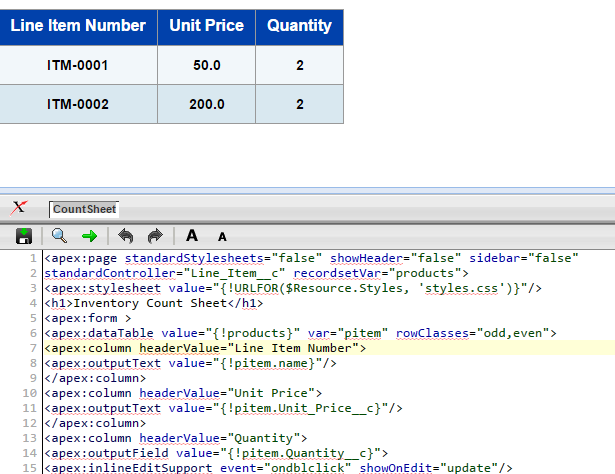 Line Item Number Unit Price Quantity
ITM-0001 50.0 2
ITM-0002 200.0 2
CountSheet
A A
1 <apex:page standardStylesheets="false" showHeader="false" sidebar="false"
2 standardController="Line_Item__c" recordsetVar="products">
3 <apex:stylesheet value="{!URLFOR($Resource.Styles, 'styles.css')}"/>
4 <h1>Inventory Count Sheet</h1>
5 <apex:form >
6 <apex:dataTable value="{!products}" var="pitem" rowClasses="odd,even">
7 <apex:column headerValue="Line Item Number">
8 <apex:outputText value="{!pitem.name}"/>
9 </apex:column>
10 <apex:column headerValue="Unit Price">
11 <apex:outputText value="{!pitem.Unit_Price__c}"/>
12 </apex:column>
13 <apex:column headerValue="Quantity">
14 <apex:outputField value="{!pitem.Quantity__c}">
15 <apex:inlineEditSupport event="ondblclick" showOnEdit="update"/>